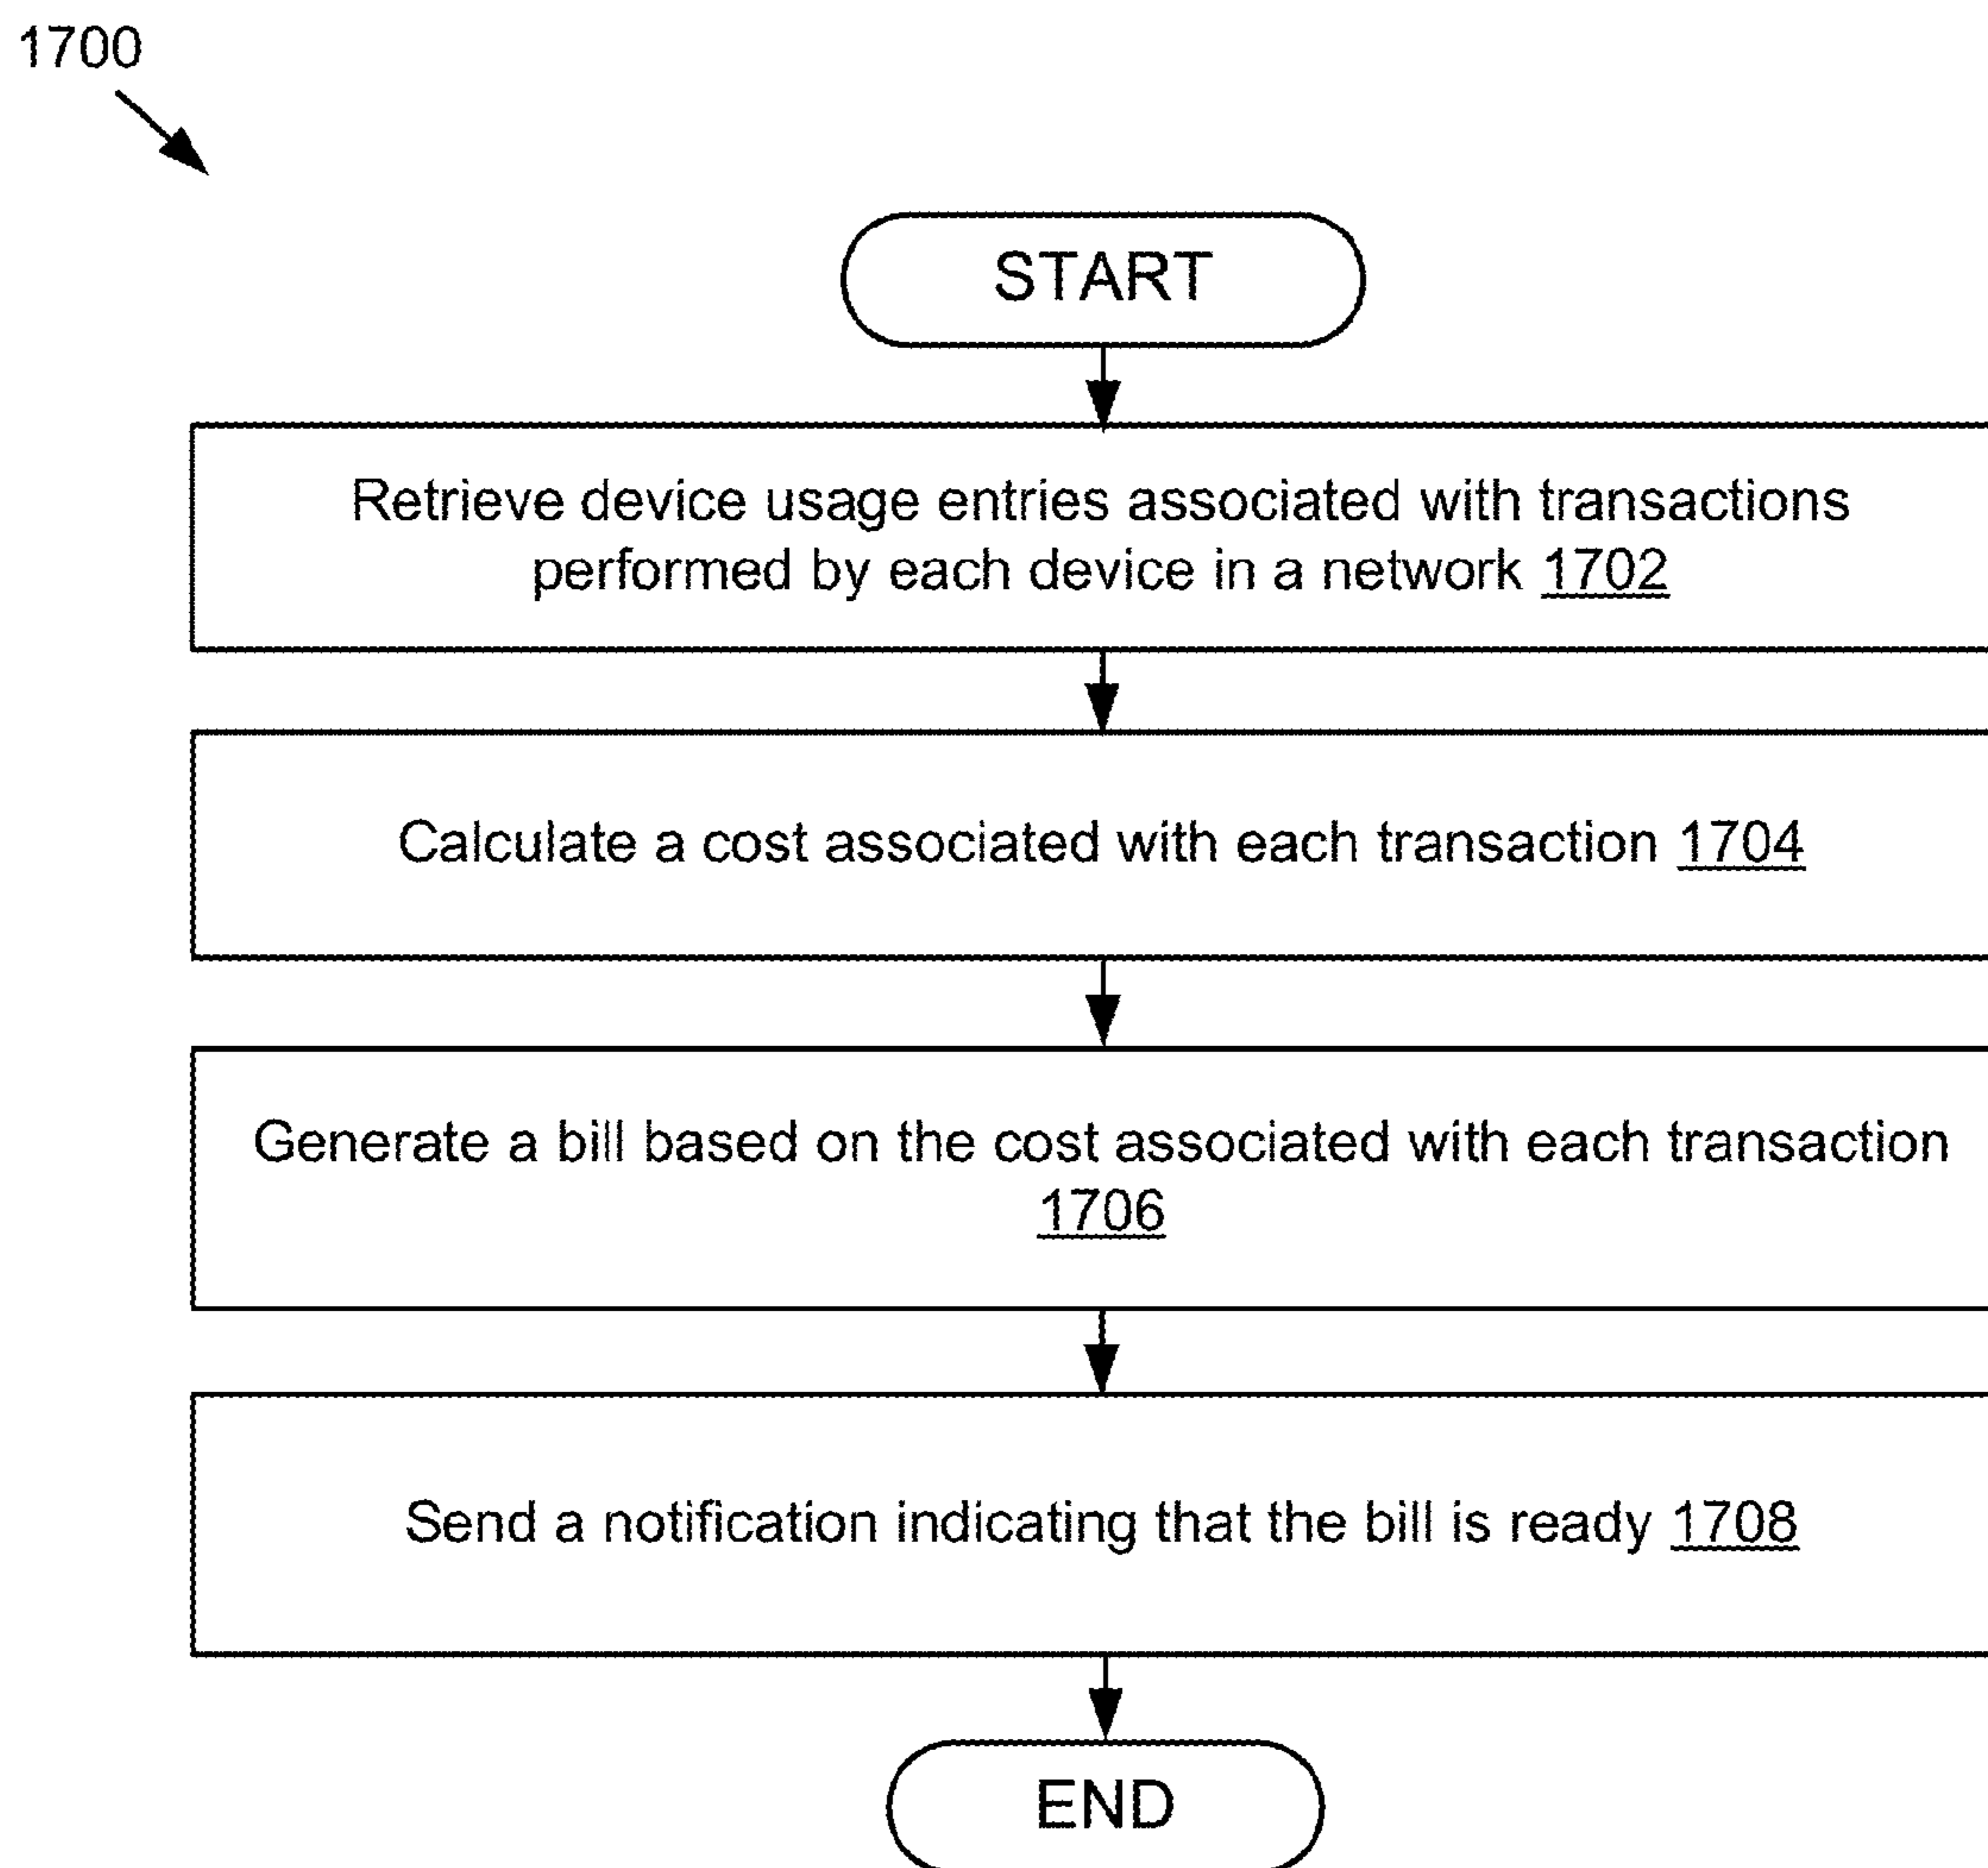 1700
START
Retrieve device usage entries associated with transactions
performed by each device in a network 1702
Calculate a cost associated with each transaction 1704
Generate a bill based on the cost associated with each transaction
1706
Send a notification indicating that the bill is ready 1708
END